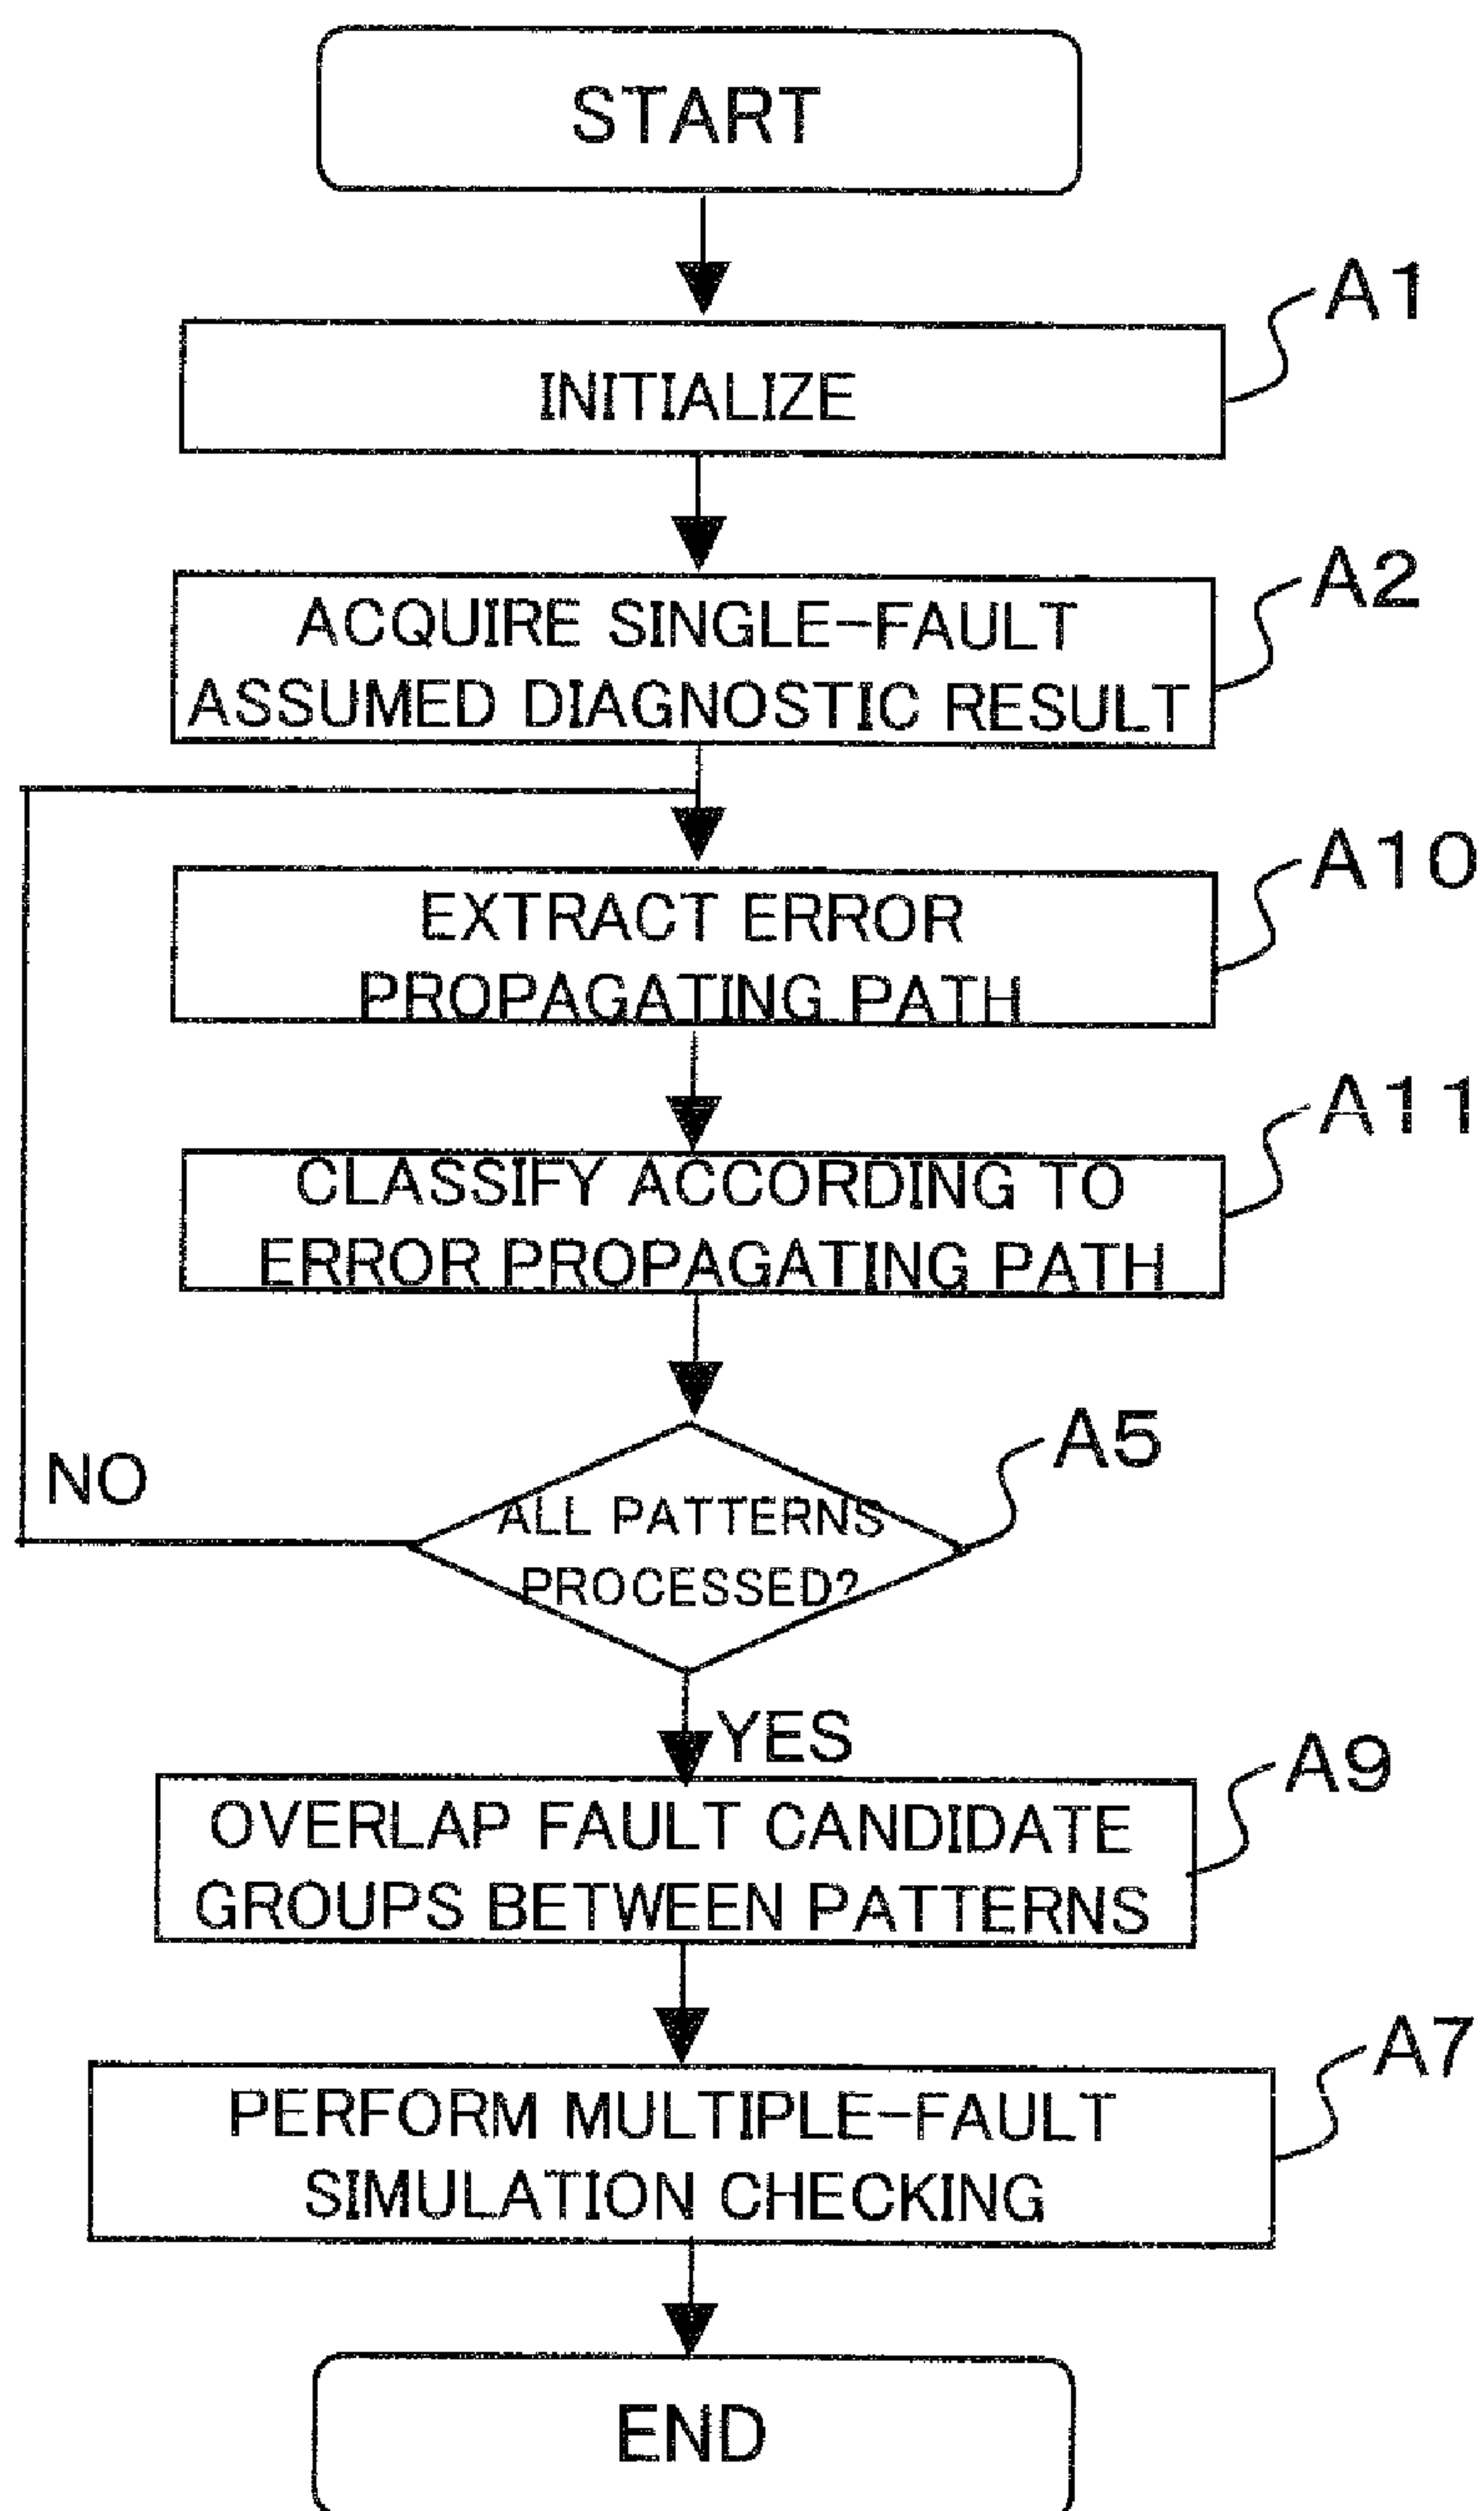 START
A1
INITIALIZE
A2
ACQUIRE SINGLE-FAULT
ASSUMED DIAGNOSTIC RESULT
A10
EXTRACT ERROR
PROPAGATING PATH
A11
CLASSIFY ACCORDING TO
ERROR PROPAGATING PATH
A5
NO
ALL PATTERNS
PROCESSED?
YES
A9
OVERLAP FAULT CANDIDATE
GROUPS BETWEEN PATTERNS
A7
PERFORM MULTIPLE-FAULT
SIMULATION CHECKING
END